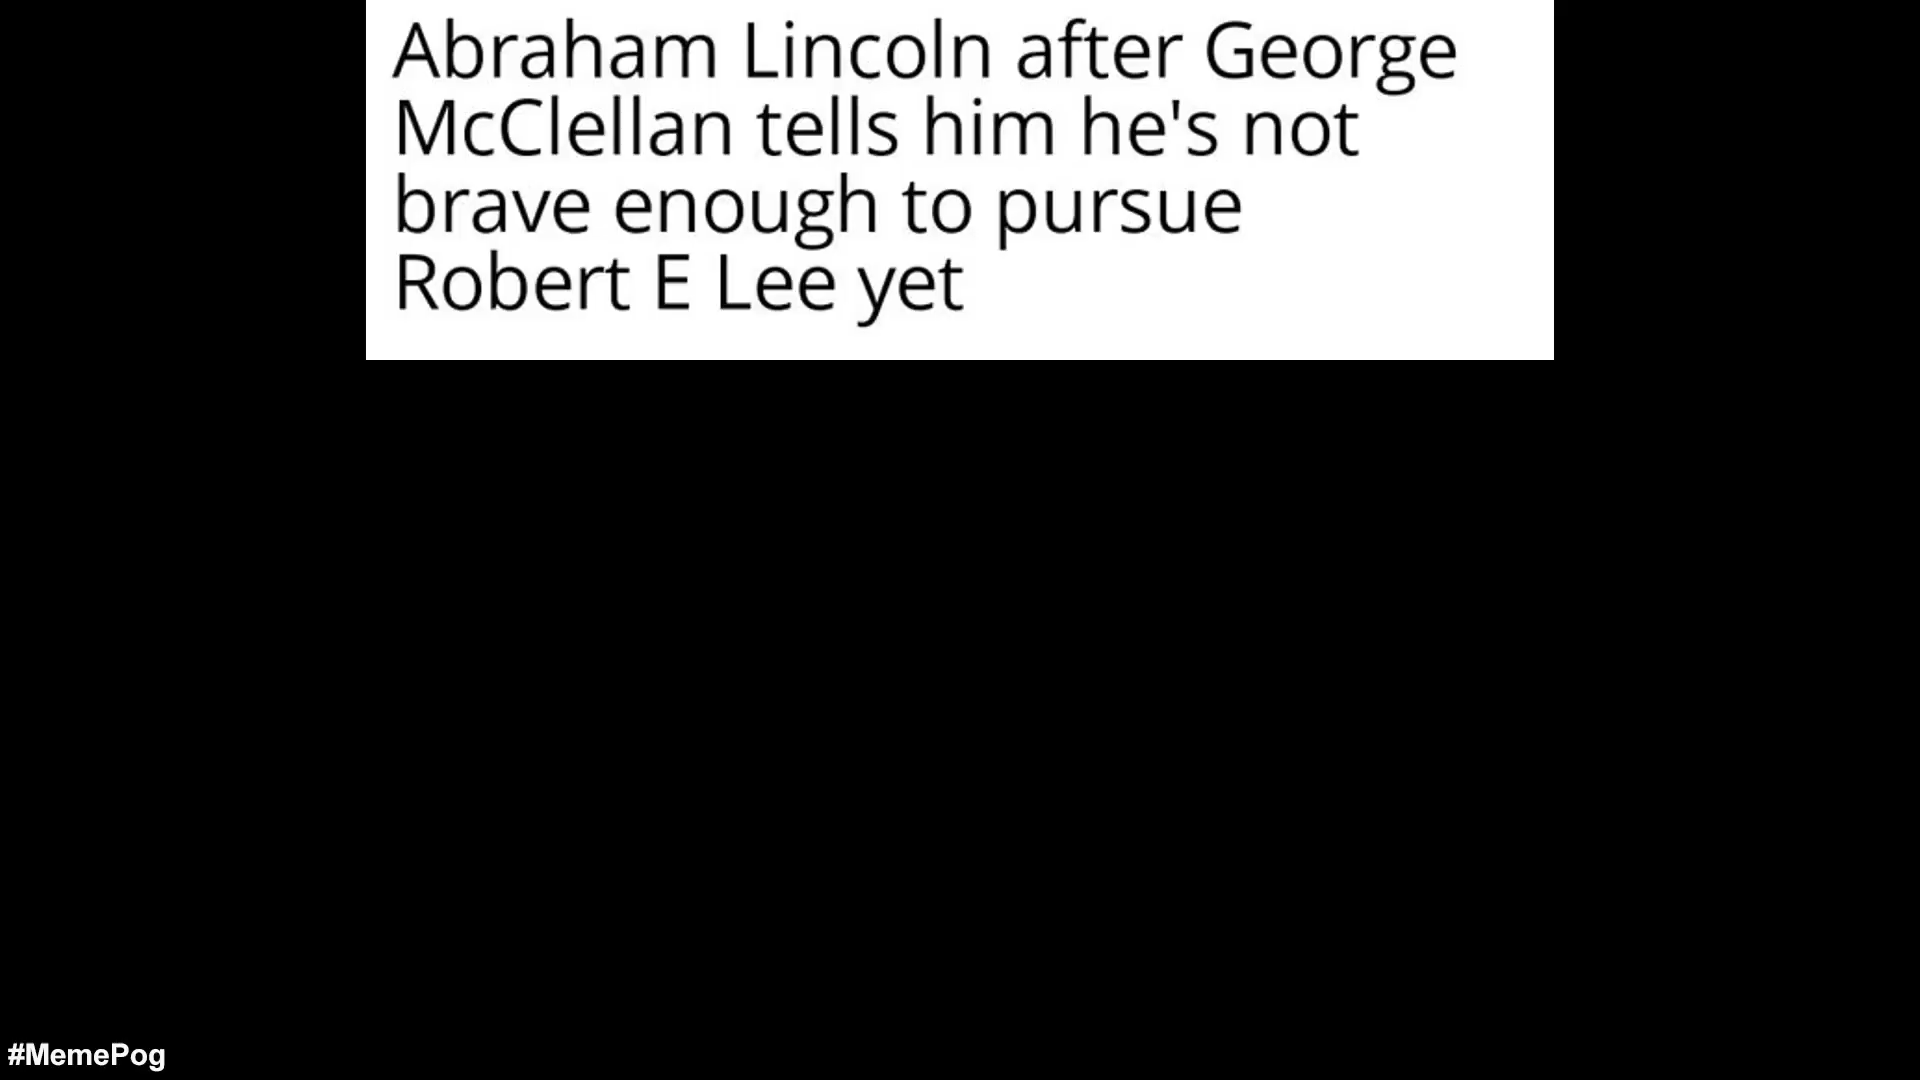 Abraham Lincoln after George
McClellan tells him he's not
brave enough to pursue
Robert E Lee yet
#MemePog